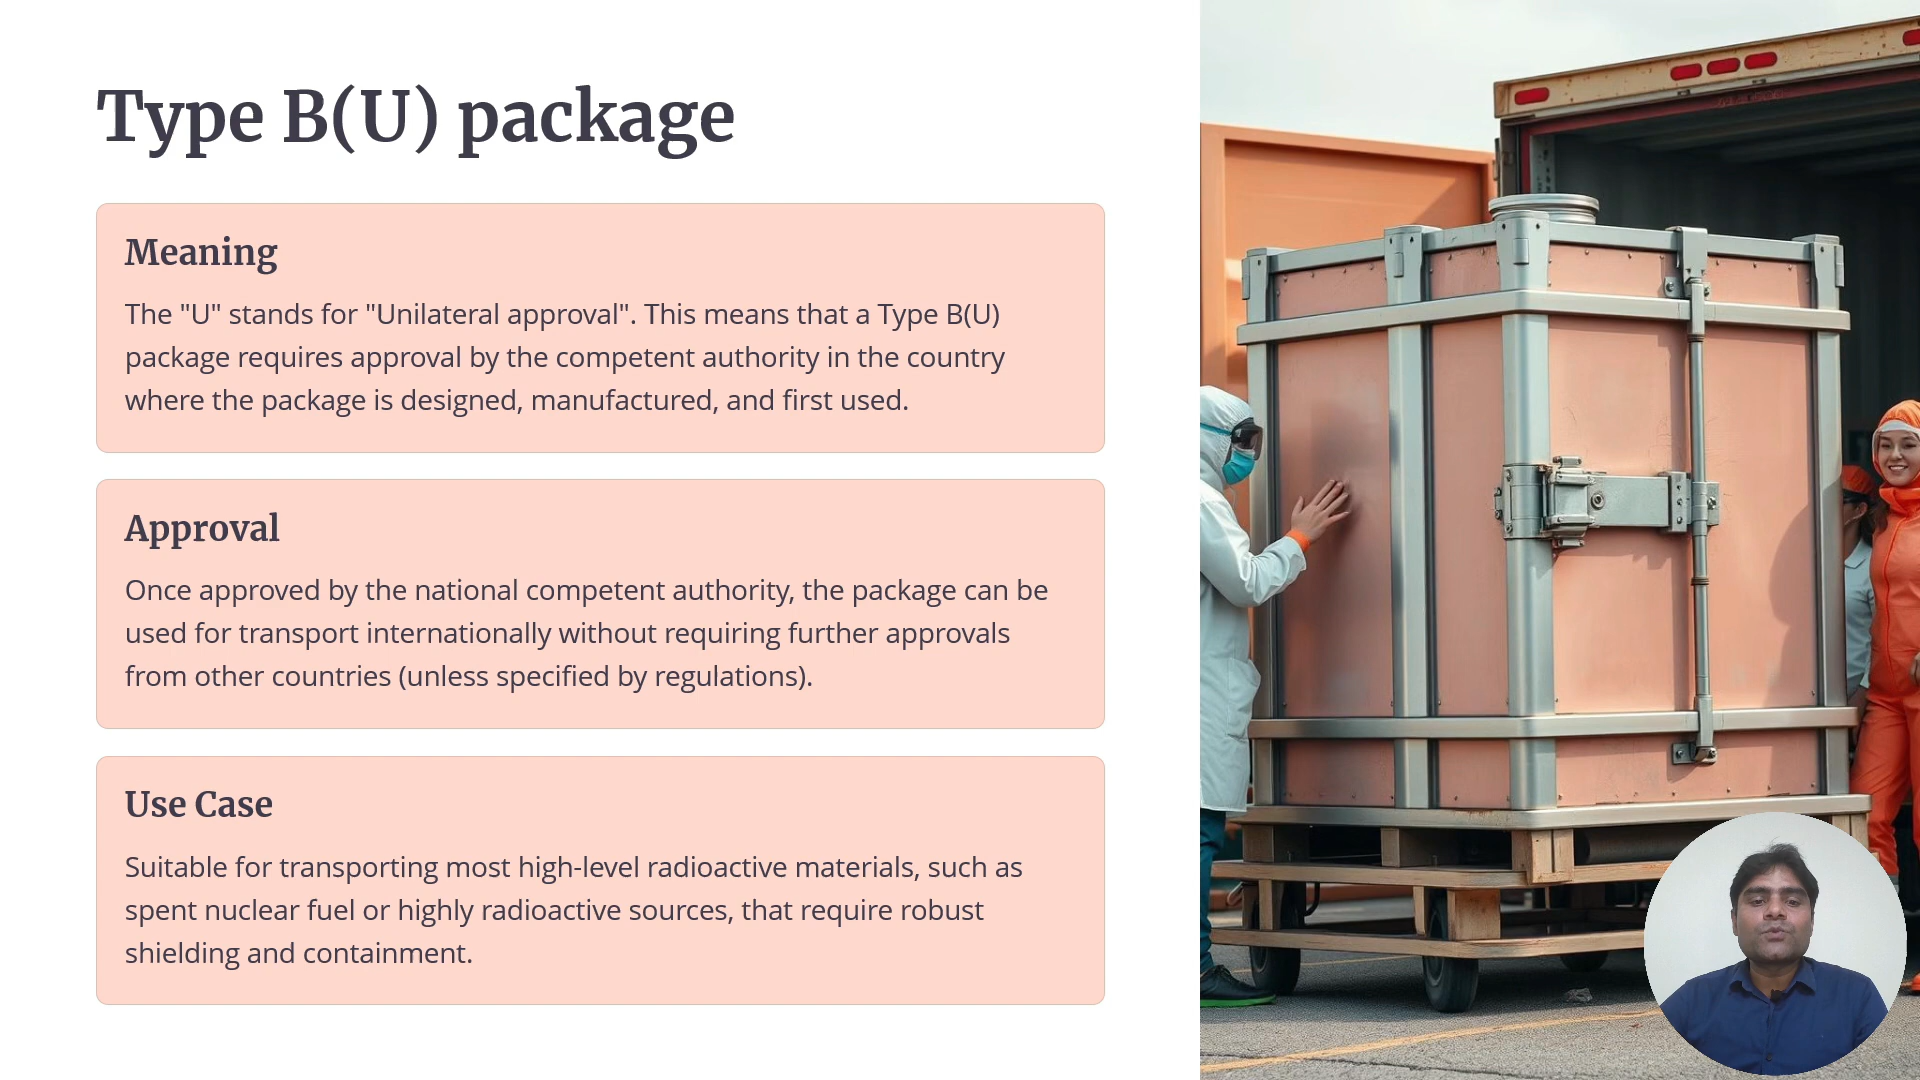 Type B(U) package
Meaning
The "U" stands for "Unilateral approval". This means that a Type B(U)
package requires approval by the competent authority in the country
where the package is designed, manufactured, and first used.
Approval
Once approved by the national competent authority, the package can be
used for transport internationally without requiring further approvals
from other countries (unless specified by regulations).
Use Case
Suitable for transporting most high-level radioactive materials, such as
spent nuclear fuel or highly radioactive sources, that require robust
shielding and containment.